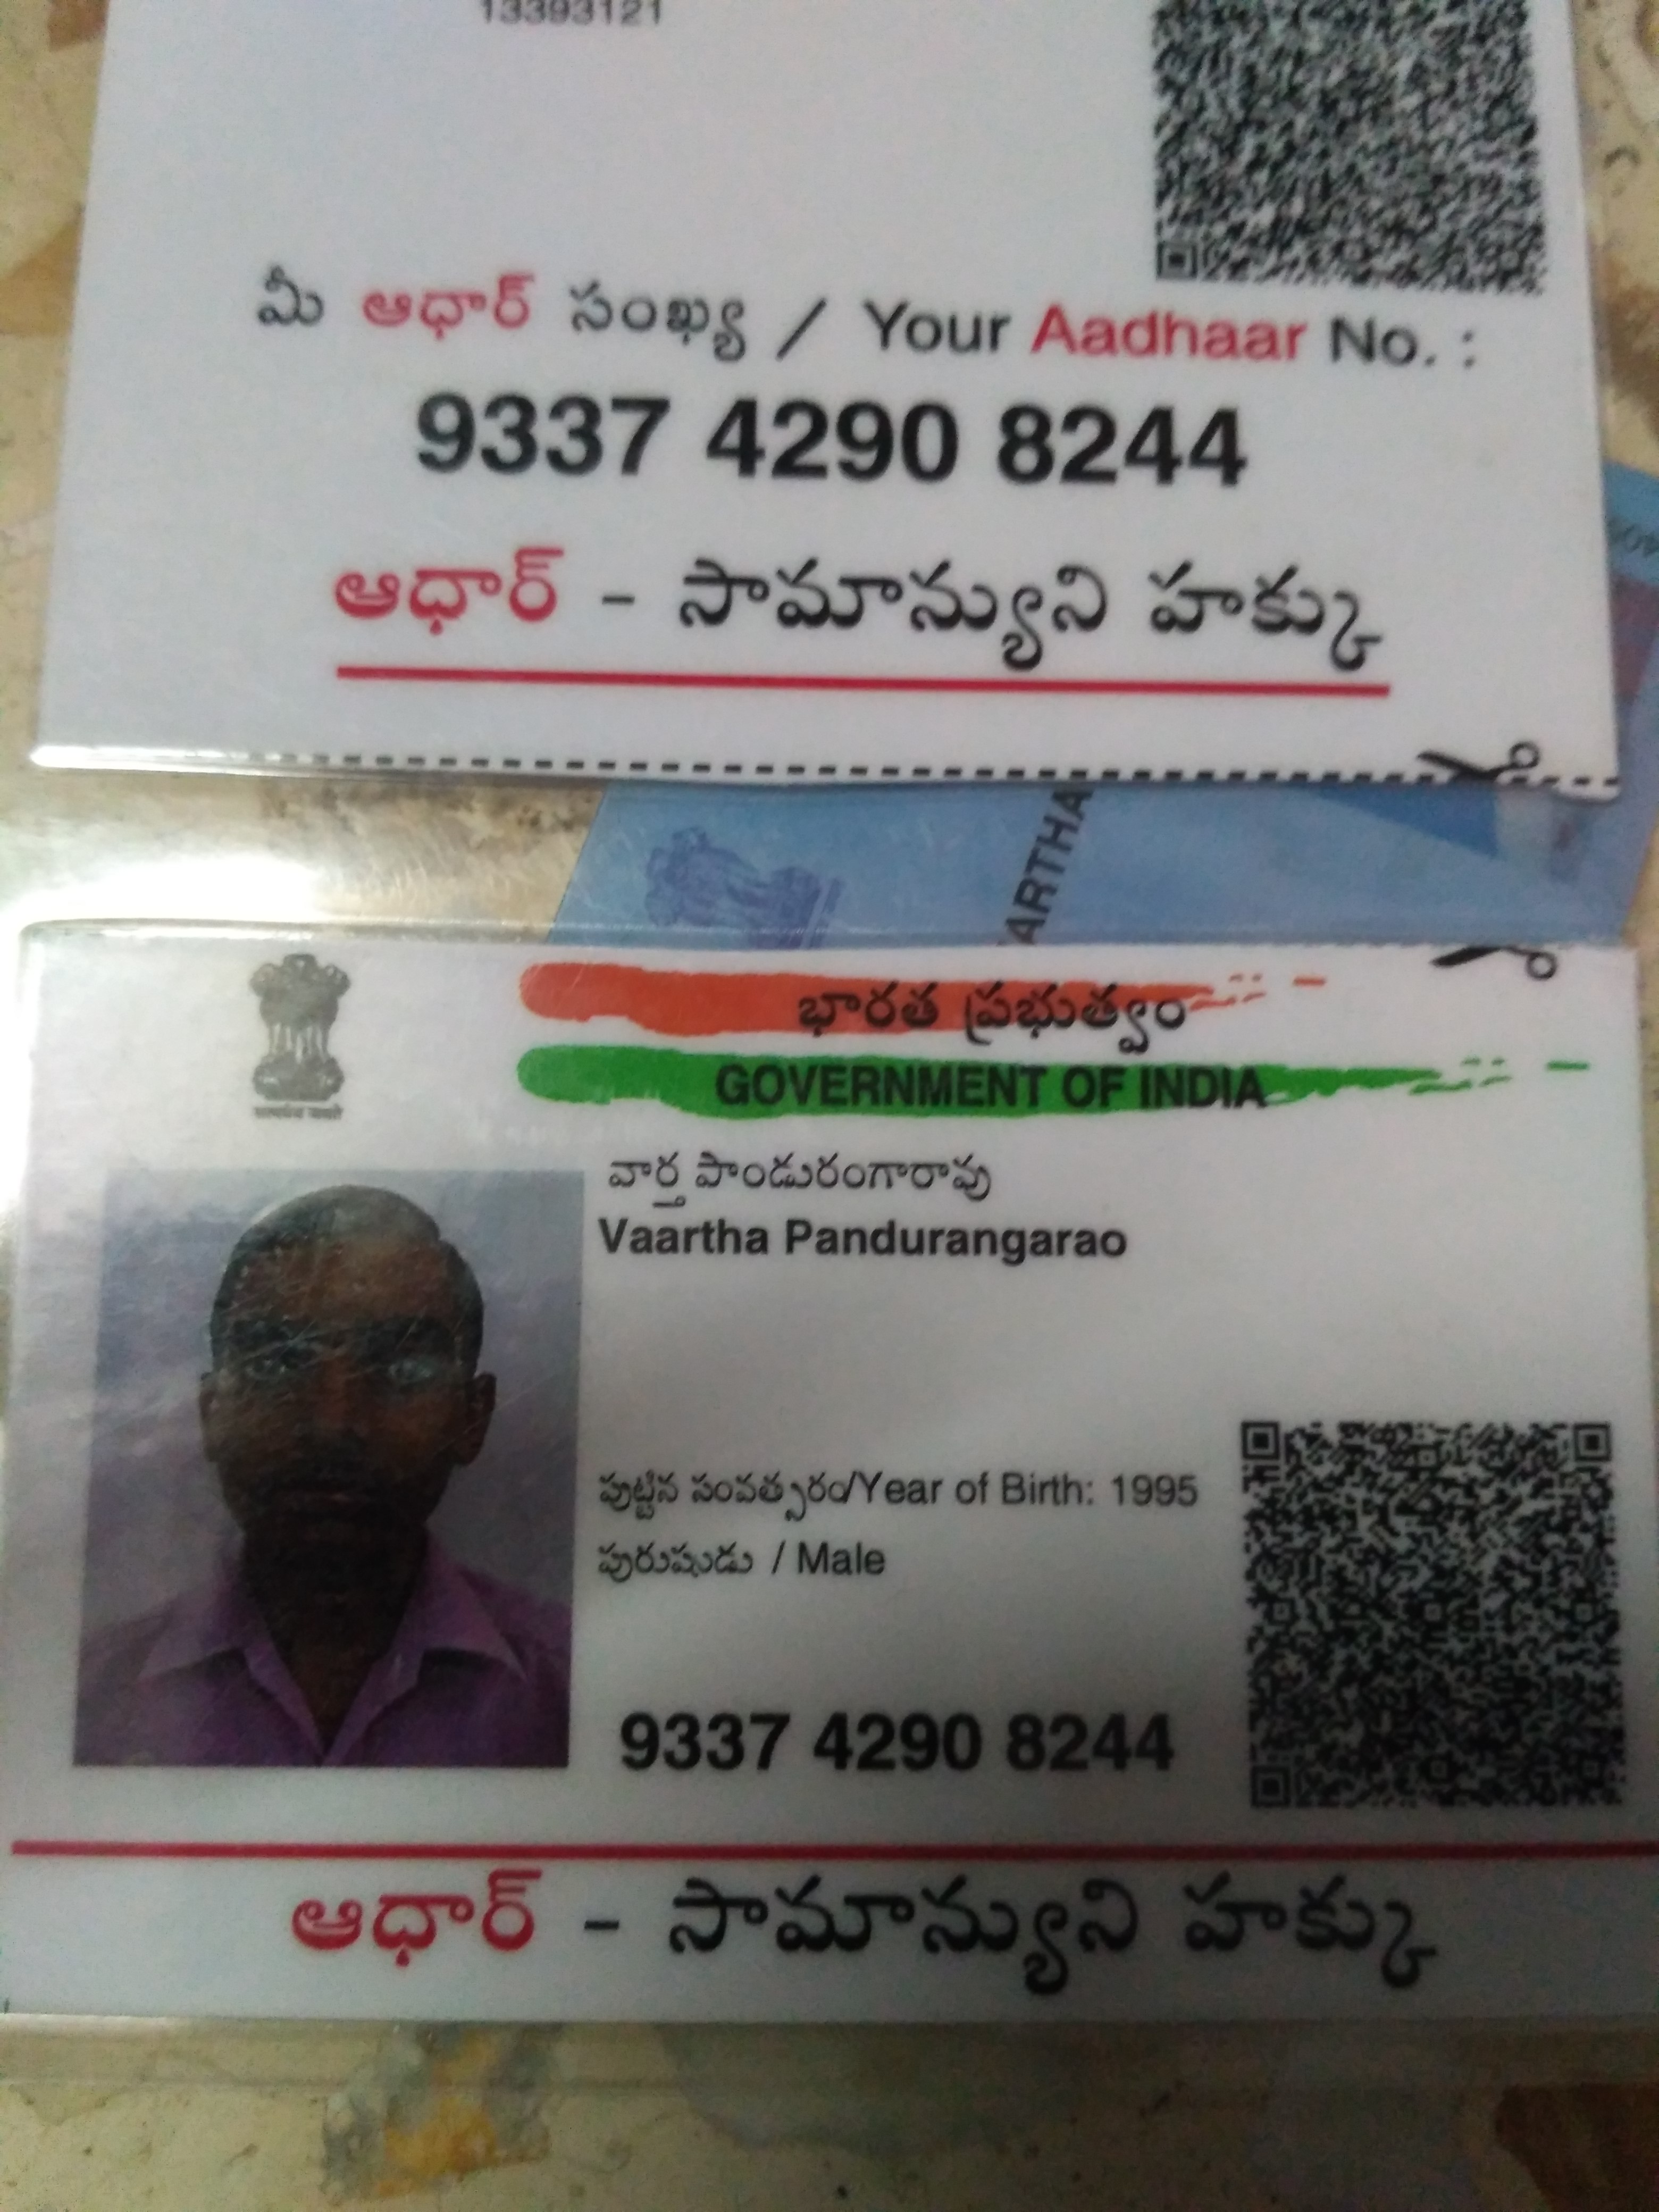 13393121
మీ ఆధార్ సంఖ్య / Your Aadhaar No. :
9337 4290 8244
ఆధార్ - సామాన్యుని హక్కు
ARTHA
భారత ప్రభుత్వం
GOVERNMENT OF INDIA
వార్త పాండురంగారావు
Vaartha Pandurangarao
పుట్టిన సంవత్సరం/Year of Birth: 1995
పురుషుడు / Male
9337 4290 8244
ఆధార్ - సామాన్యుని హక్కు